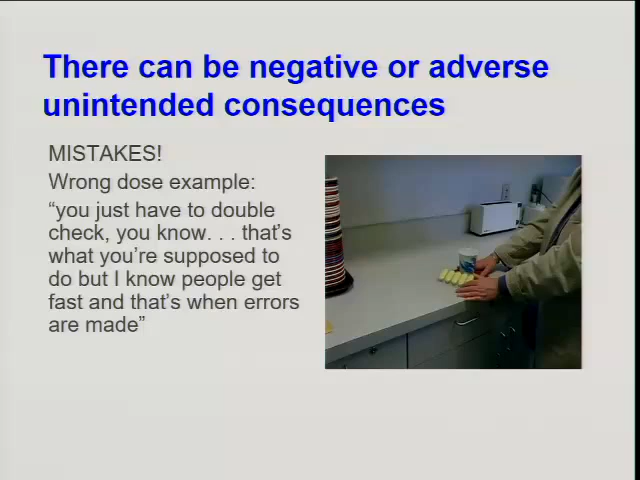 There can be negative or adverse
unintended consequences
MISTAKES!
Wrong dose example:
“you just have to double
check, you know. . . that’s
what you’re supposed to
do but I know people get
fast and that’s when errors
are made”